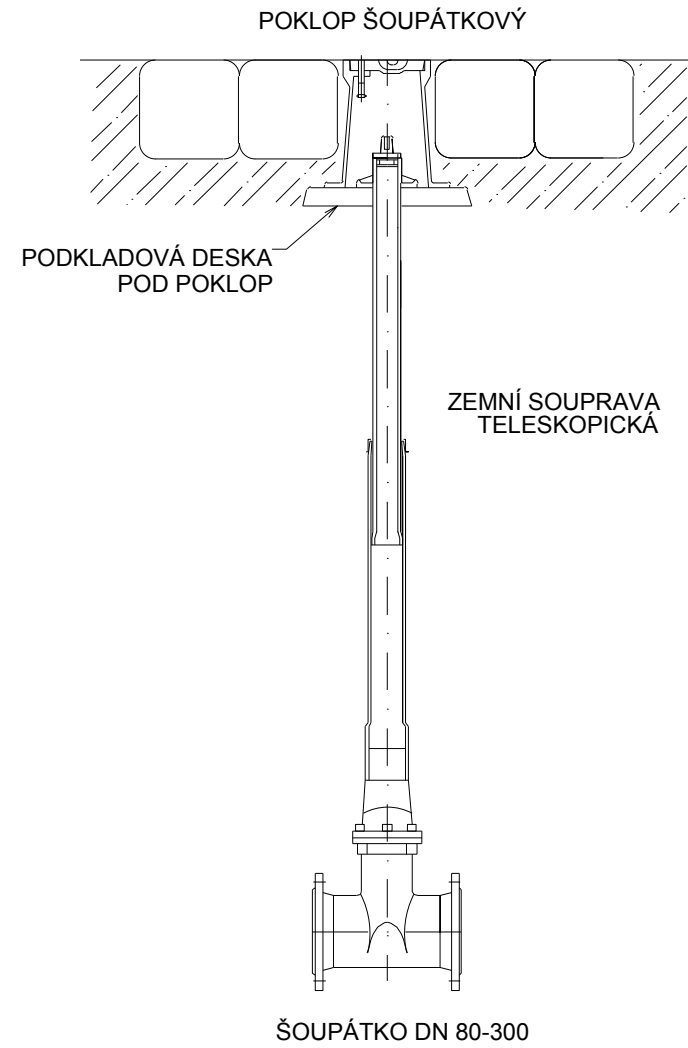 POKLOP ŠOUPÁTKOVÝ
PODKLADOVÁ DESKA
POD POKLOP
ZEMNÍ SOUPRAVA
TELESKOPICKÁ
ŠOUPÁTKO DN 80-300